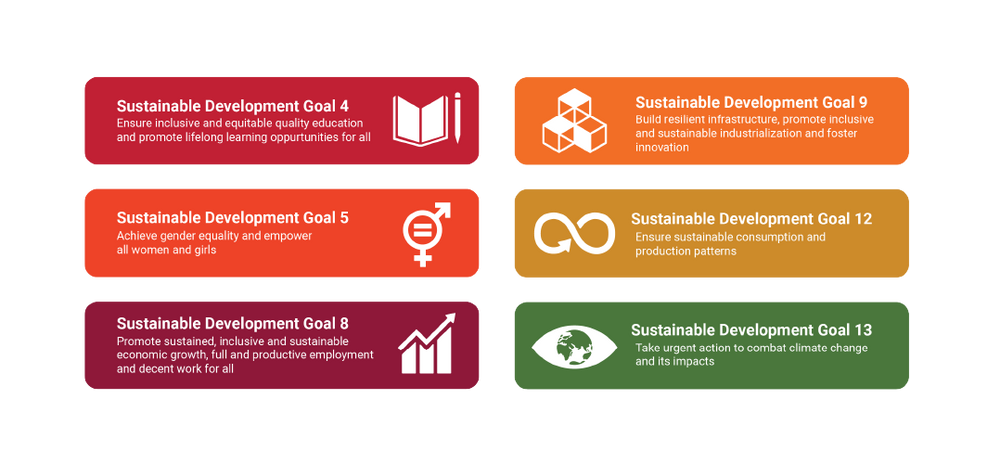 Sustainable Development Goal 4
Ensure inclusive and equitable quality education
and promote lifelong learning oppurtunities for all
Sustainable Development Goal 5
Achieve gender equality and empower
all women and girls
Sustainable Development Goal 8
Promote sustained, inclusive and sustainable
economic growth, full and productive employment
and decent work for all
Sustainable Development Goal 9
Build resilient infrastructure, promote inclusive
and sustainable industrialization and foster
innovation
Sustainable Development Goal 12
Ensure sustainable consumption and
production patterns
Sustainable Development Goal 13
Take urgent action to combat climate change
and its impacts